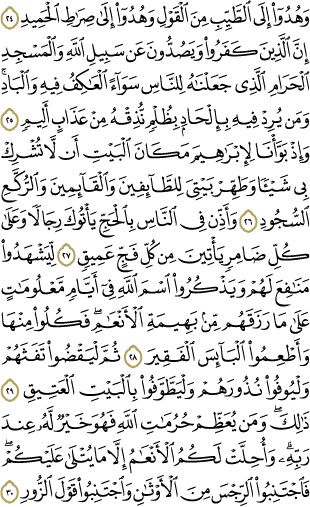 وَهُدُوٓا۟ إِلَى ٱلطَّيِّبِ مِنَ ٱلْقَوْلِ وَهُدُوٓا۟ إِلَىٰ صِرَٰطِ ٱلْحَمِيدِ ٢٤
إِنَّ ٱلَّذِينَ كَفَرُوا۟ وَيَصُدُّونَ عَن سَبِيلِ ٱللَّهِ وَٱلْمَسْجِدِ
ٱلْحَرَامِ ٱلَّذِى جَعَلْنَٰهُ لِلنَّاسِ سَوَآءً ٱلْعَٰكِفُ فِيهِ وَٱلْبَادِ ۚ
وَمَن يُرِدْ فِيهِ بِإِلْحَادٍۭ بِظُلْمٍ نُّذِقْهُ مِنْ عَذَابٍ أَلِيمٍ ٢٥
وَإِذْ بَوَّأْنَا لِإِبْرَٰهِيمَ مَكَانَ ٱلْبَيْتِ أَن لَّا تُشْرِكْ
بِى شَيْـًٔا وَطَهِّرْ بَيْتِىَ لِلطَّآئِفِينَ وَٱلْقَآئِمِينَ وَٱلرُّكَّعِ
ٱلسُّجُودِ ٢٦ وَأَذِّن فِى ٱلنَّاسِ بِٱلْحَجِّ يَأْتُوكَ رِجَالًا وَعَلَىٰ
كُلِّ ضَامِرٍ يَأْتِينَ مِن كُلِّ فَجٍّ عَمِيقٍ ٢٧ لِّيَشْهَدُوا۟
مَنَٰفِعَ لَهُمْ وَيَذْكُرُوا۟ ٱسْمَ ٱللَّهِ فِىٓ أَيَّامٍ مَّعْلُومَٰتٍ
عَلَىٰ مَا رَزَقَهُم مِّنۢ بَهِيمَةِ ٱلْأَنْعَٰمِ ۖ فَكُلُوا۟ مِنْهَا
وَأَطْعِمُوا۟ ٱلْبَآئِسَ ٱلْفَقِيرَ ٢٨ ثُمَّ لْيَقْضُوا۟ تَفَثَهُمْ
وَلْيُوفُوا۟ نُذُورَهُمْ وَلْيَطَّوَّفُوا۟ بِٱلْبَيْتِ ٱلْعَتِيقِ ٢٩
ذَٰلِكَ وَمَن يُعَظِّمْ حُرُمَٰتِ ٱللَّهِ فَهُوَ خَيْرٌ لَّهُۥ عِندَ
رَبِّهِۦ ۗ وَأُحِلَّتْ لَكُمُ ٱلْأَنْعَٰمُ إِلَّا مَا يُتْلَىٰ عَلَيْكُمْ ۖ
فَٱجْتَنِبُوا۟ ٱلرِّجْسَ مِنَ ٱلْأَوْثَٰنِ وَٱجْتَنِبُوا۟ قَوْلَ ٱلزُّورِ ٣٠